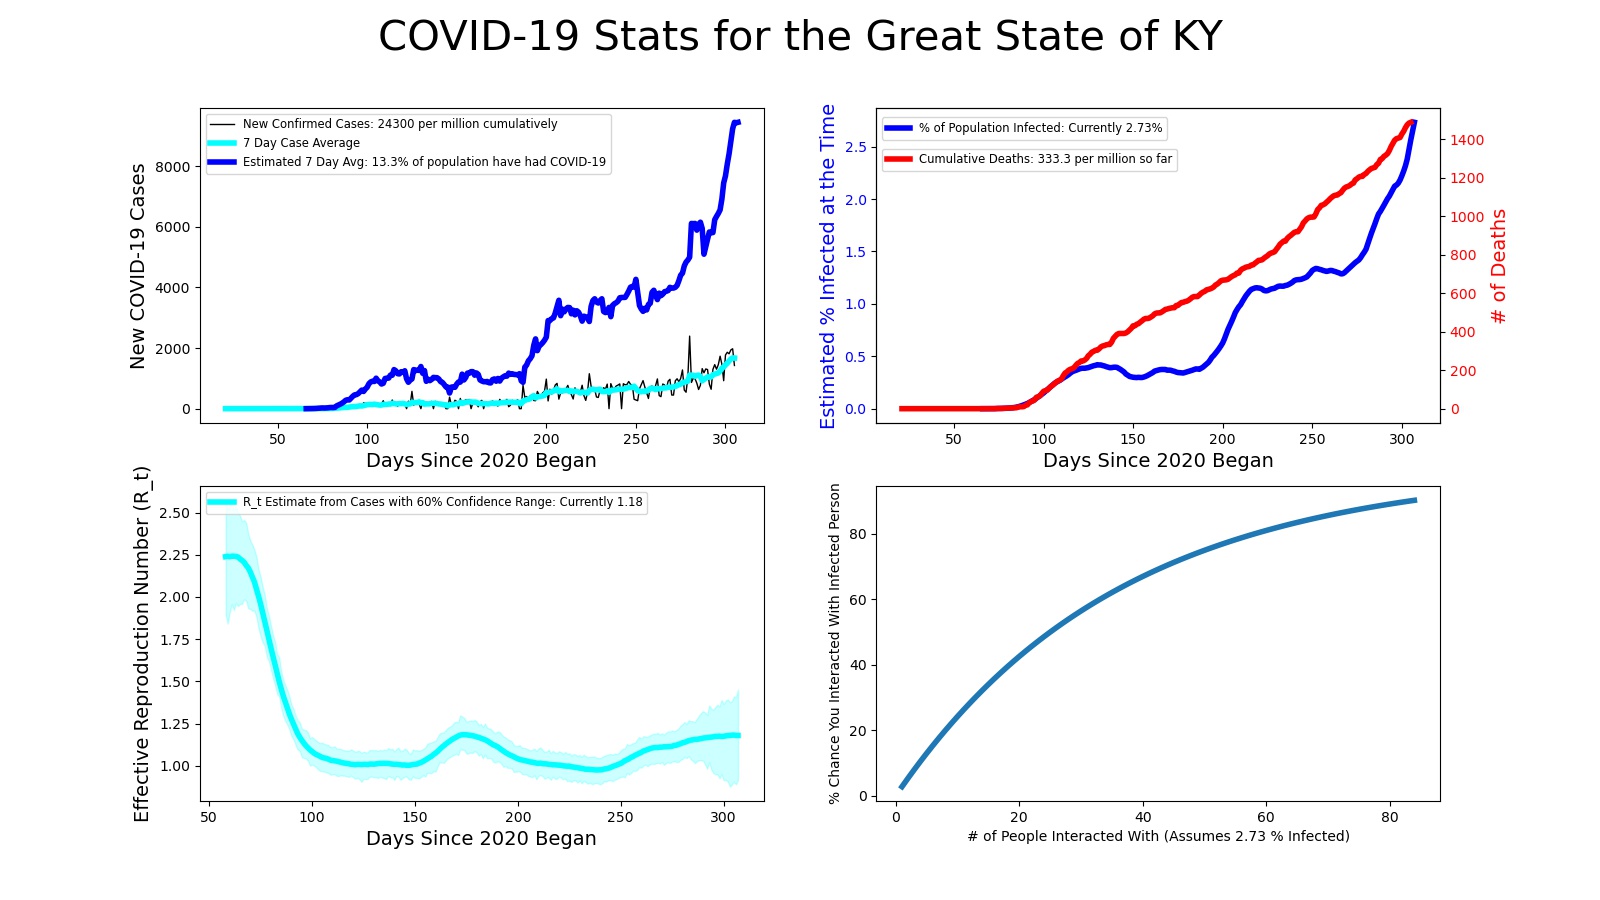 COVID-19 Stats for the Great State of KY
New COVID-19 Cases
8000
6000
4000
2000
0
New Confirmed Cases: 24300 per million cumulatively
7 Day Case Average
Estimated 7 Day Avg: 13.3% of population have had COVID-19
50 100 150 200 250 300
Days Since 2020 Began
Estimated % Infected at the Time
2.5
2.0
1.5
1.0
0.5
0.0
% of Population Infected: Currently 2.73%
Cumulative Deaths: 333.3 per million so far
1400
1200
1000
800
600
400
200
0
# of Deaths
50 100 150 200 250 300
Days Since 2020 Began
Effective Reproduction Number (R_t)
2.50
2.25
2.00
1.75
1.50
1.25
1.00
R_t Estimate from Cases with 60% Confidence Range: Currently 1.18
50 100 150 200 250 300
Days Since 2020 Began
% Chance You Interacted With Infected Person
80
60
40
20
0
0 20 40 60 80
# of People Interacted With (Assumes 2.73 % Infected)